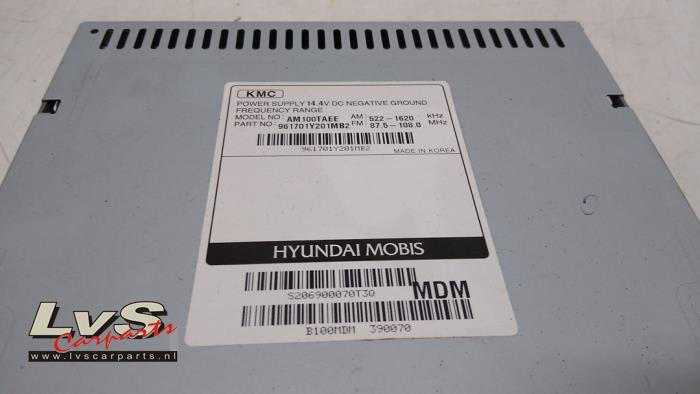 KMC
POWER SUPPLY 14.4V DC NEGATIVE GROUND
FREQUENCY RANGE
MODEL NO: AM100TAEE AM 522-1620 kHz
PART NO : 961701Y201MB2 FM 87.5-108.0 MHz
961701Y201MB2 MADE IN KOREA
HYUNDAI MOBIS
S206900070T3Q MDM
B100MDM 390070
LvS
Carparts
www.lvscarparts.nl